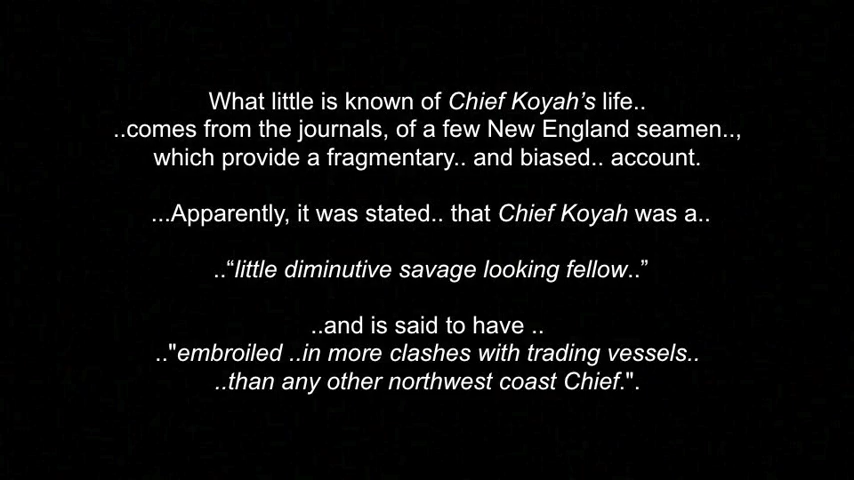 What little is known of Chief Koyah’s life..
..comes from the journals, of a few New England seamen..,
which provide a fragmentary.. and biased.. account.
...Apparently, it was stated.. that Chief Koyah was a..
..“little diminutive savage looking fellow..”
..and is said to have ..
.."embroiled ..in more clashes with trading vessels..
..than any other northwest coast Chief.".